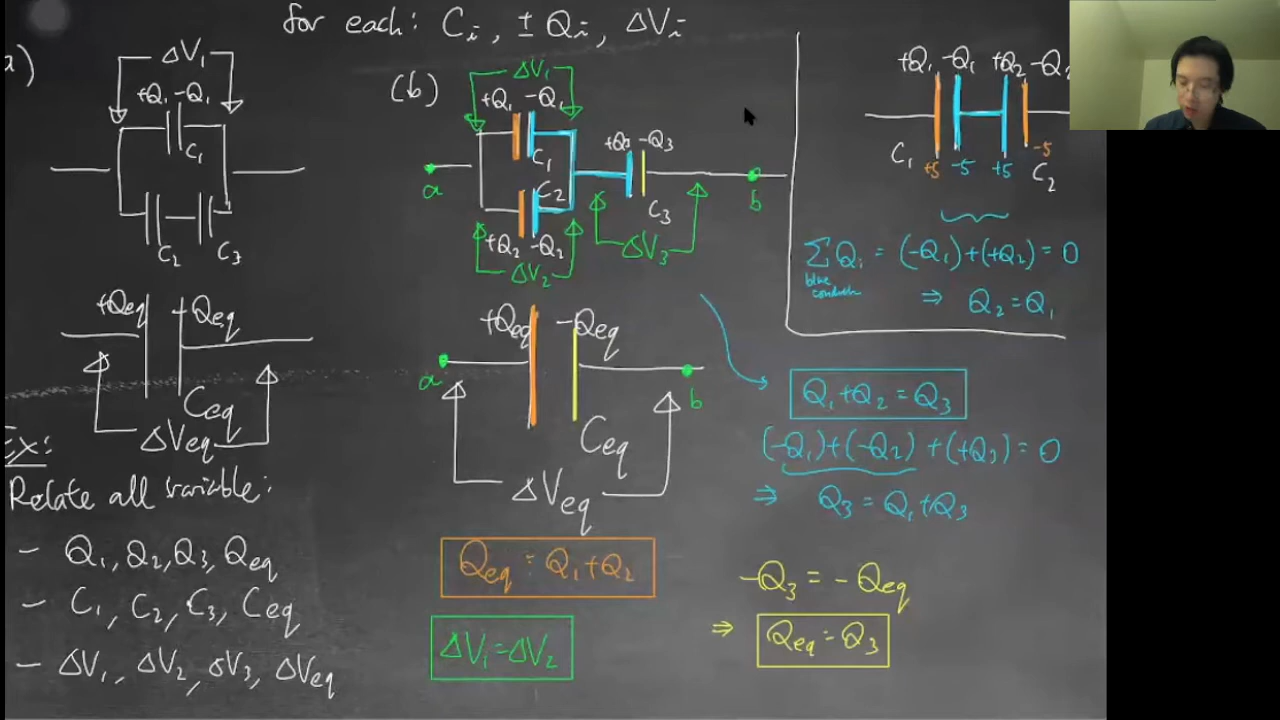 for each: Cᵢ, ±Qᵢ, ΔVᵢ
a)
ΔV₁
+Q₁ -Q₁
C₁
C₂ C₃
+Qeq -Qeq
Ceq
ΔVeq
Ex:
Relate all variable:
- Q₁, Q₂, Q₃, Qeq
- C₁, C₂, C₃, Ceq
- ΔV₁, ΔV₂, ΔV₃, ΔVeq
(b)
ΔV₁
+Q₁ -Q₁
C₁
+Q₃ -Q₃
a
C₂
C₃
b
+Q₂ -Q₂
ΔV₃
ΔV₂
+Qeq -Qeq
a
b
Ceq
ΔVeq
Qeq = Q₁+Q₂
ΔV₁=ΔV₂
+Q₁ -Q₁ +Q₂ -Q₂
C₁ +5 -5 +5 -5
C₂
ΣQᵢ = (-Q₁)+(+Q₂) = 0
blue
⇒ Q₂=Q₁
Q₁+Q₂ = Q₃
(-Q₁)+(-Q₂) + (+Q₃) = 0
⇒ Q₃ = Q₁+Q₃
-Q₃ = - Qeq
⇒ Qeq = Q₃